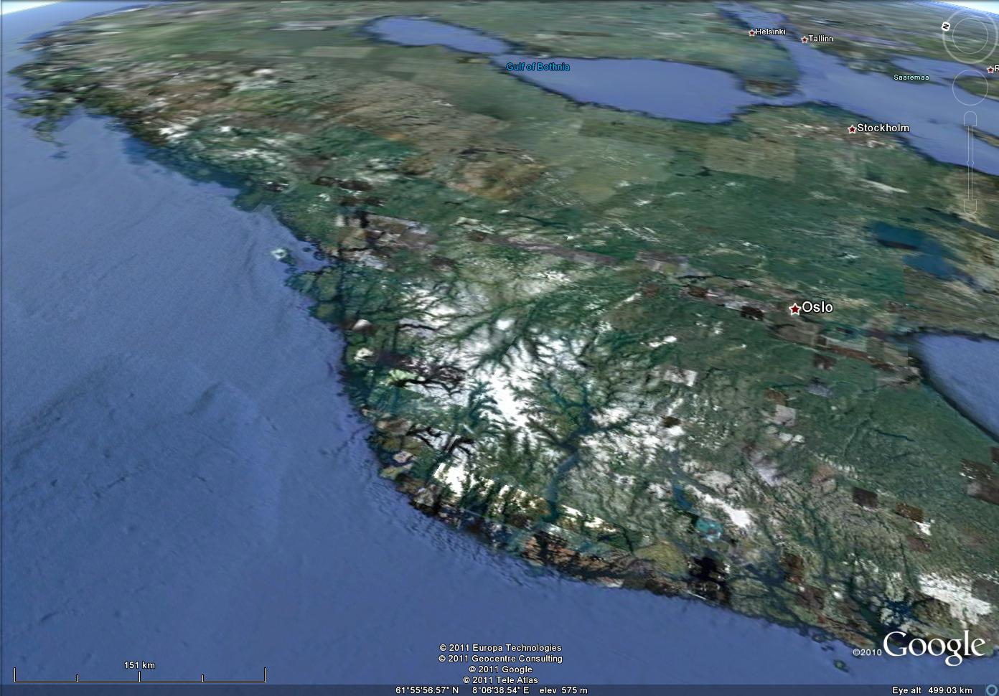 Helsinki
Tallinn
N
Gulf of Bothnia
R
Saaremaa
Stockholm
Oslo
©2010 Google™
© 2011 Europa Technologies
© 2011 Geocentre Consulting
© 2011 Google
© 2011 Tele Atlas
151 km
61°55'56.57" N 8°06'38.54" E elev 575 m
Eye alt 499.03 km